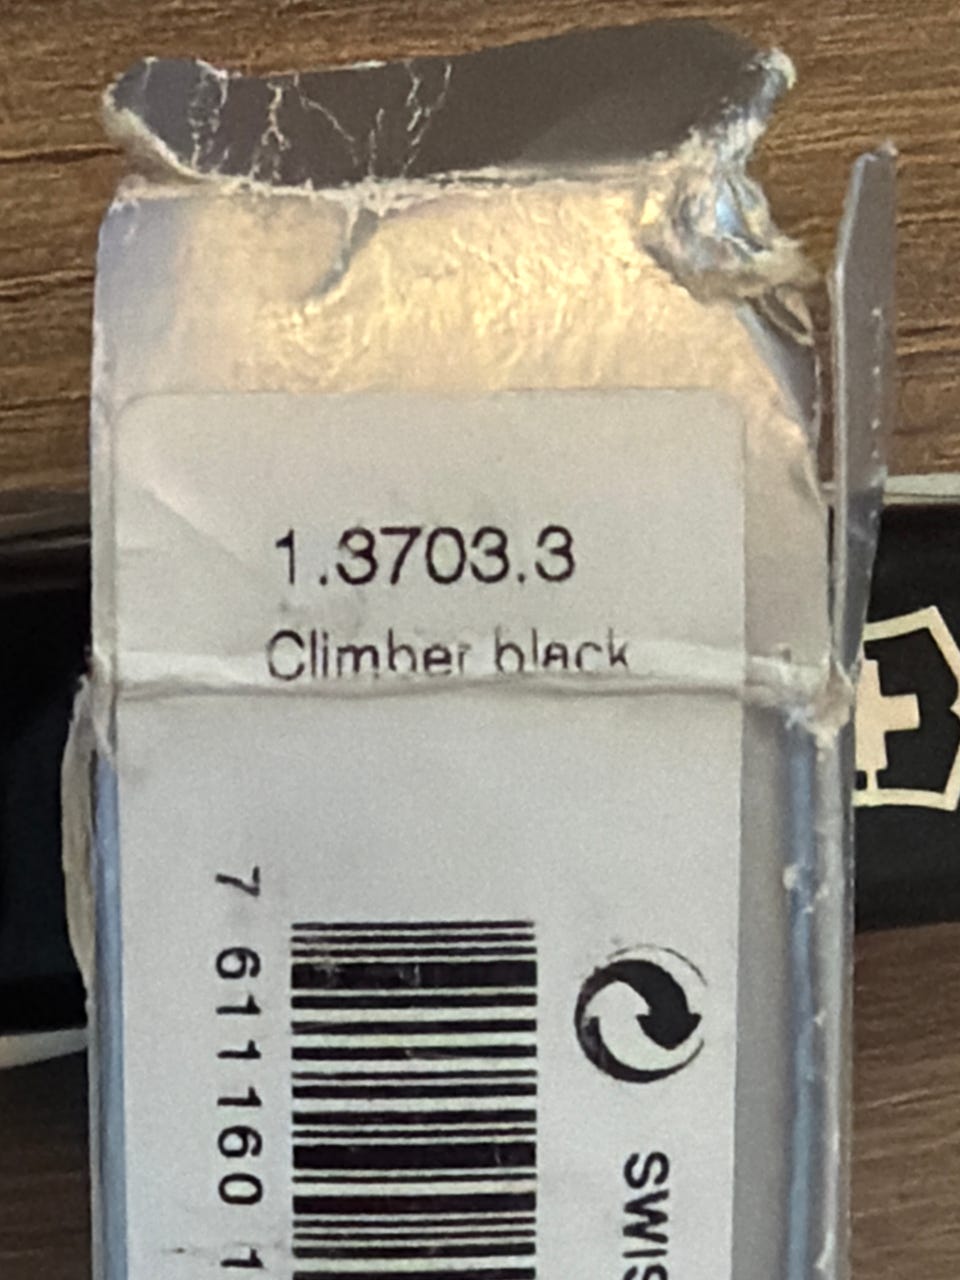 1.3703.3
Climber black
7 611160 1
SWIS